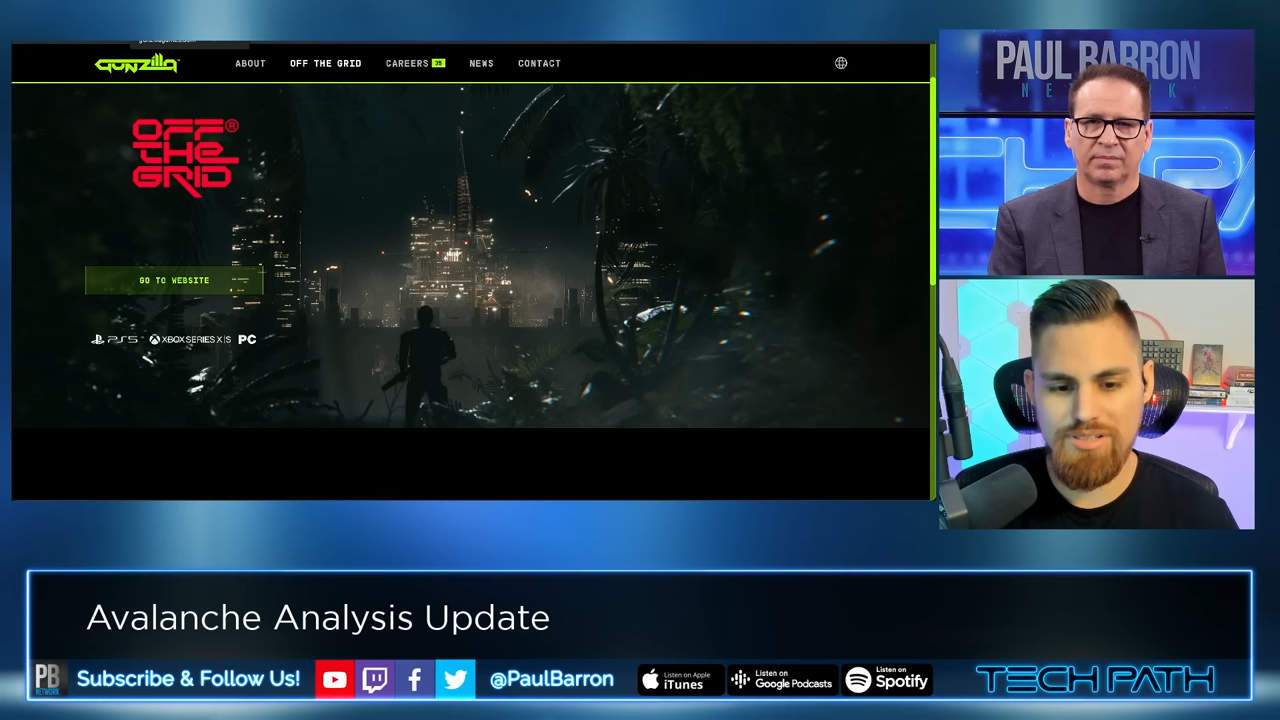 GUNZILLA
ABOUT
OFF THE GRID
CAREERS 35
NEWS
CONTACT
OFF®
THE
GRID
GO TO WEBSITE
PS5
XBOX SERIES X|S
PC
PAUL BARRON
Avalanche Analysis Update
PB
NETWORK
Subscribe & Follow Us!
@PaulBarron
Listen on Apple
iTunes
Listen on
Google Podcasts
Listen on
Spotify
TECH PATH